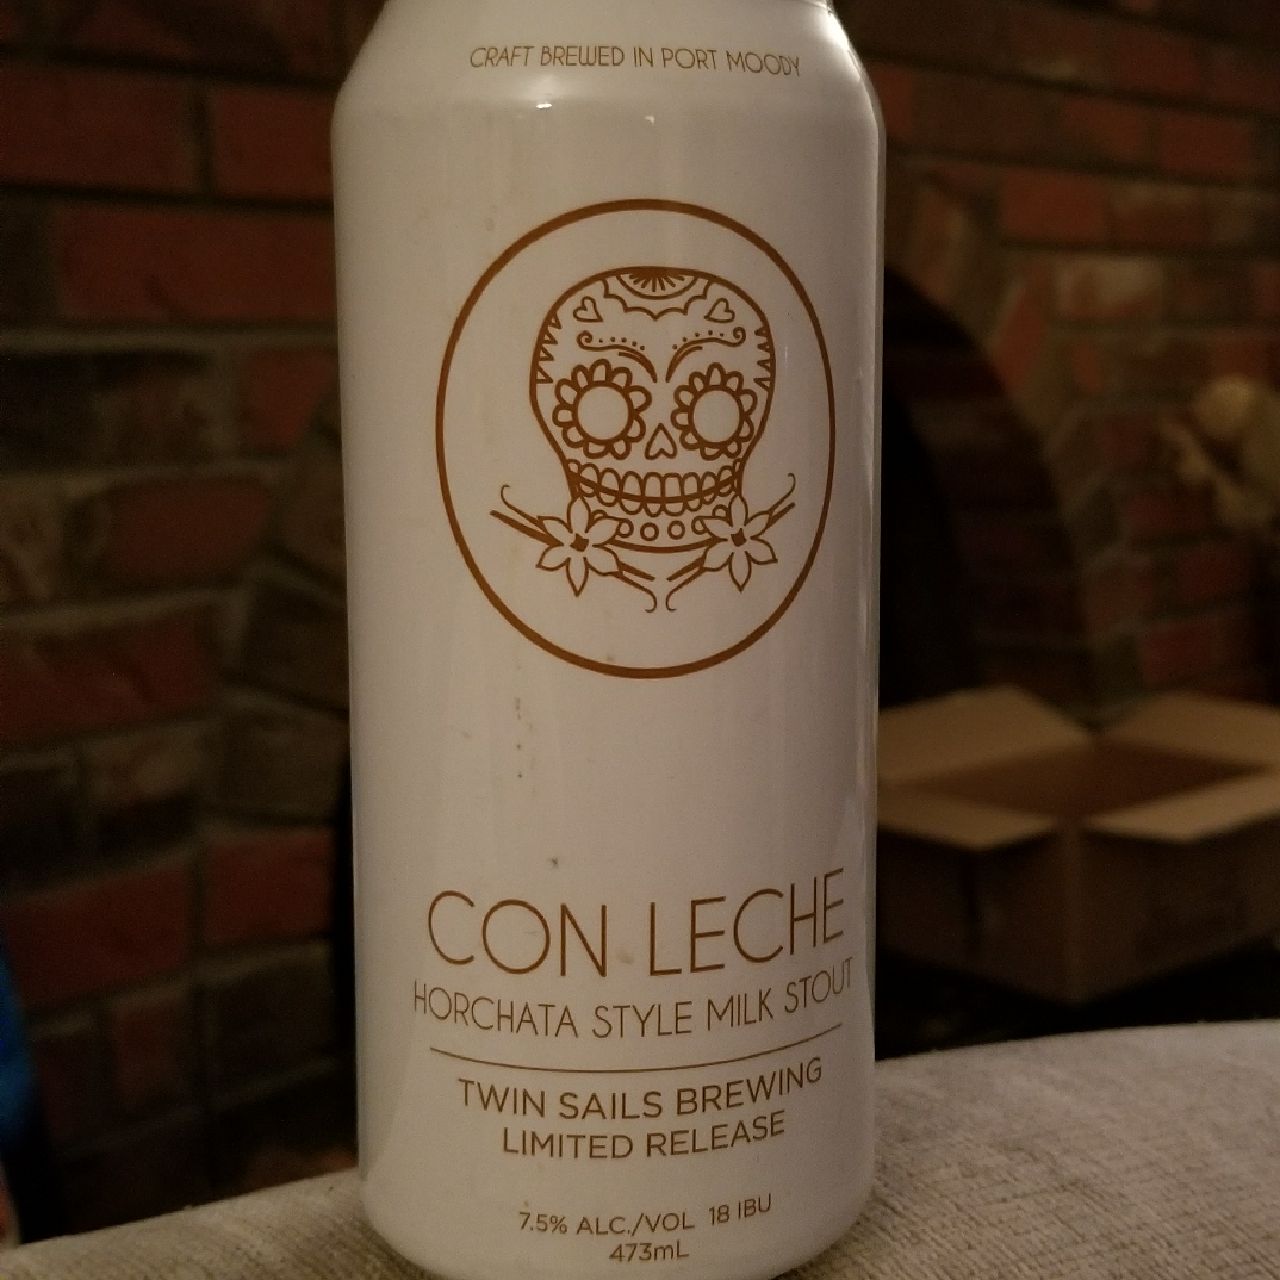 CRAFT BREWED IN PORT MOODY
CON LECHE
HORCHATA STYLE MILK STOUT
TWIN SAILS BREWING
LIMITED RELEASE
7.5% ALC./VOL 18 IBU
473mL